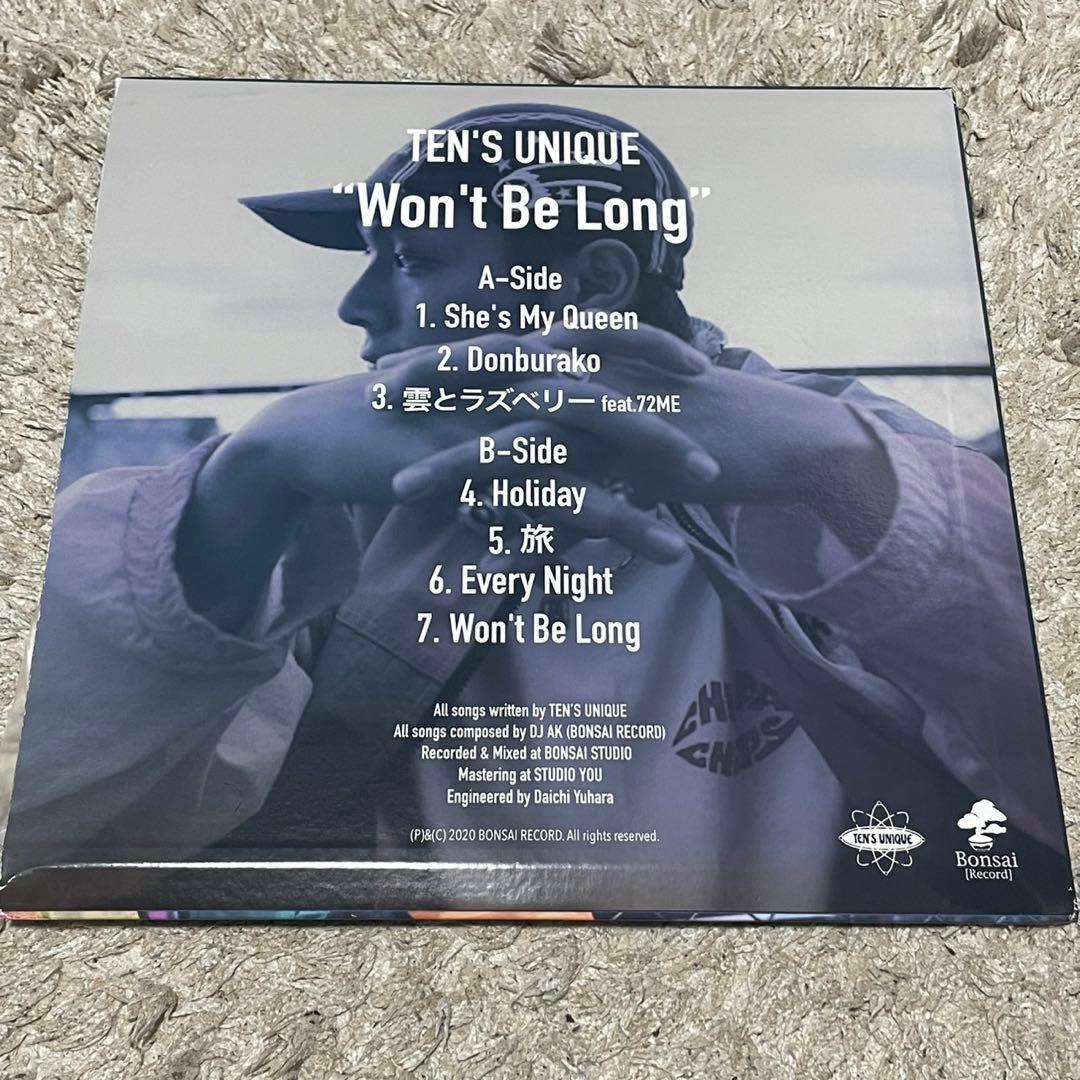 TEN'S UNIQUE
“Won't Be Long”
A-Side
1. She's My Queen
2. Donburako
3. 雲とラズベリー feat.72ME
B-Side
4. Holiday
5. 旅
6. Every Night
7. Won't Be Long
CHIPA
CHIPS
All songs written by TEN'S UNIQUE
All songs composed by DJ AK (BONSAI RECORD)
Recorded & Mixed at BONSAI STUDIO
Mastering at STUDIO YOU
Engineered by Daichi Yuhara
(P)&(C) 2020 BONSAI RECORD. All rights reserved.
TEN'S UNIQUE
Bonsai
[Record]